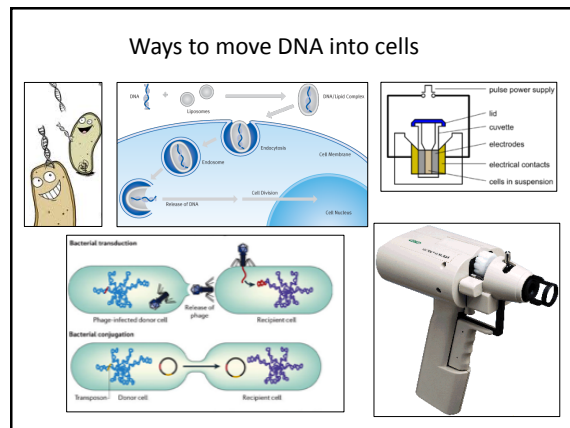 Ways to move DNA into cells
DNA
Liposomes
DNA/Lipid Complex
Endocytosis
Endosome
Cell Membrane
Release of DNA
Cell Division
Cell Nucleus
pulse power supply
lid
cuvette
electrodes
electrical contacts
cells in suspension
Bacterial transduction
Phage-infected donor cell
Release of
phage
Recipient cell
Bacterial conjugation
Transposon
Donor cell
Recipient cell